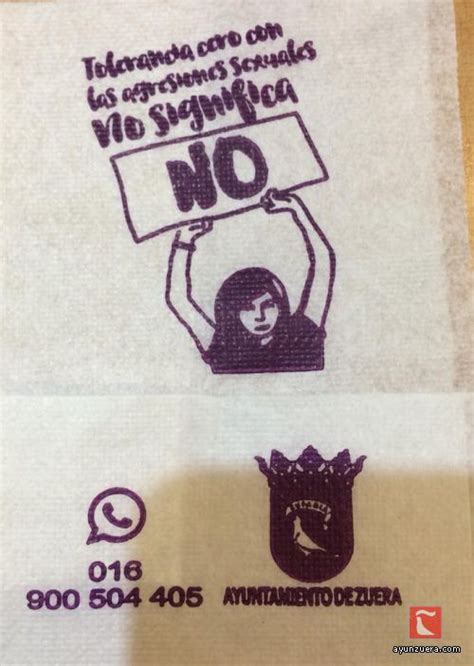 Tolerancia cero con
las agresiones sexuales
No significa
NO
016
900 504 405
AYUNTAMIENTO DE ZUERA
ayunzuera.com